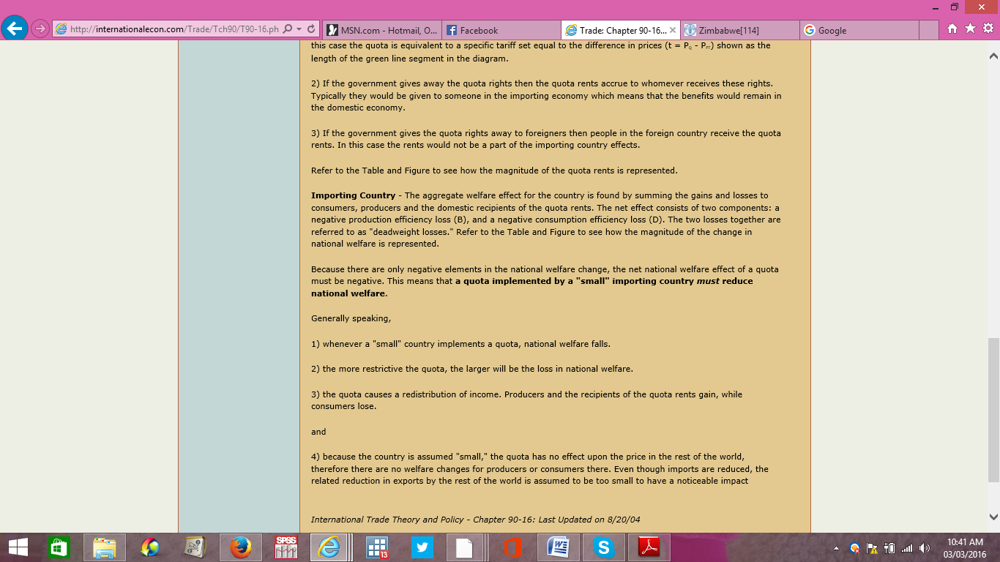 http://internationalecon.com/Trade/Tch90/T90-16.ph
MSN.com - Hotmail, O...
Facebook
Trade: Chapter 90-16...
Zimbabwe[114]
Google
this case the quota is equivalent to a specific tariff set equal to the difference in prices (t = PQ - PFT) shown as the
length of the green line segment in the diagram.
2) If the government gives away the quota rights then the quota rents accrue to whomever receives these rights.
Typically they would be given to someone in the importing economy which means that the benefits would remain in
the domestic economy.
3) If the government gives the quota rights away to foreigners then people in the foreign country receive the quota
rents. In this case the rents would not be a part of the importing country effects.
Refer to the Table and Figure to see how the magnitude of the quota rents is represented.
Importing Country - The aggregate welfare effect for the country is found by summing the gains and losses to
consumers, producers and the domestic recipients of the quota rents. The net effect consists of two components: a
negative production efficiency loss (B), and a negative consumption efficiency loss (D). The two losses together are
referred to as "deadweight losses." Refer to the Table and Figure to see how the magnitude of the change in
national welfare is represented.
Because there are only negative elements in the national welfare change, the net national welfare effect of a quota
must be negative. This means that a quota implemented by a "small" importing country must reduce
national welfare.
Generally speaking,
1) whenever a "small" country implements a quota, national welfare falls.
2) the more restrictive the quota, the larger will be the loss in national welfare.
3) the quota causes a redistribution of income. Producers and the recipients of the quota rents gain, while
consumers lose.
and
4) because the country is assumed "small," the quota has no effect upon the price in the rest of the world,
therefore there are no welfare changes for producers or consumers there. Even though imports are reduced, the
related reduction in exports by the rest of the world is assumed to be too small to have a noticeable impact
International Trade Theory and Policy - Chapter 90-16: Last Updated on 8/20/04
SPSS
13
10:41 AM
03/03/2016